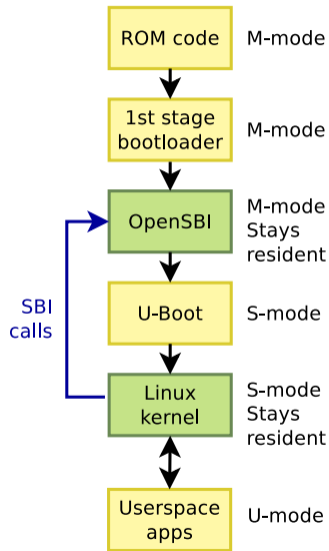 ROM code
M-mode
1st stage
bootloader
M-mode
OpenSBI
M-mode
Stays
resident
SBI
calls
U-Boot
S-mode
Linux
kernel
S-mode
Stays
resident
Userspace
apps
U-mode